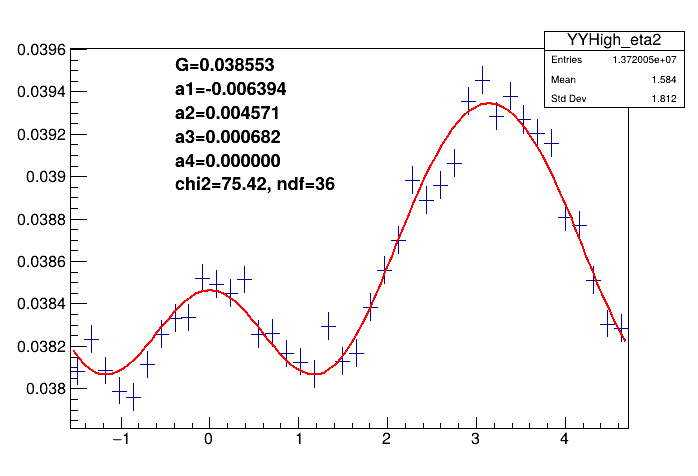 YYHigh_eta2
Entries 1.372005e+07
Mean 1.584
Std Dev 1.812
G=0.038553
a1=-0.006394
a2=0.004571
a3=0.000682
a4=0.000000
chi2=75.42, ndf=36
0.0396
0.0394
0.0392
0.039
0.0388
0.0386
0.0384
0.0382
0.038
−1 0 1 2 3 4